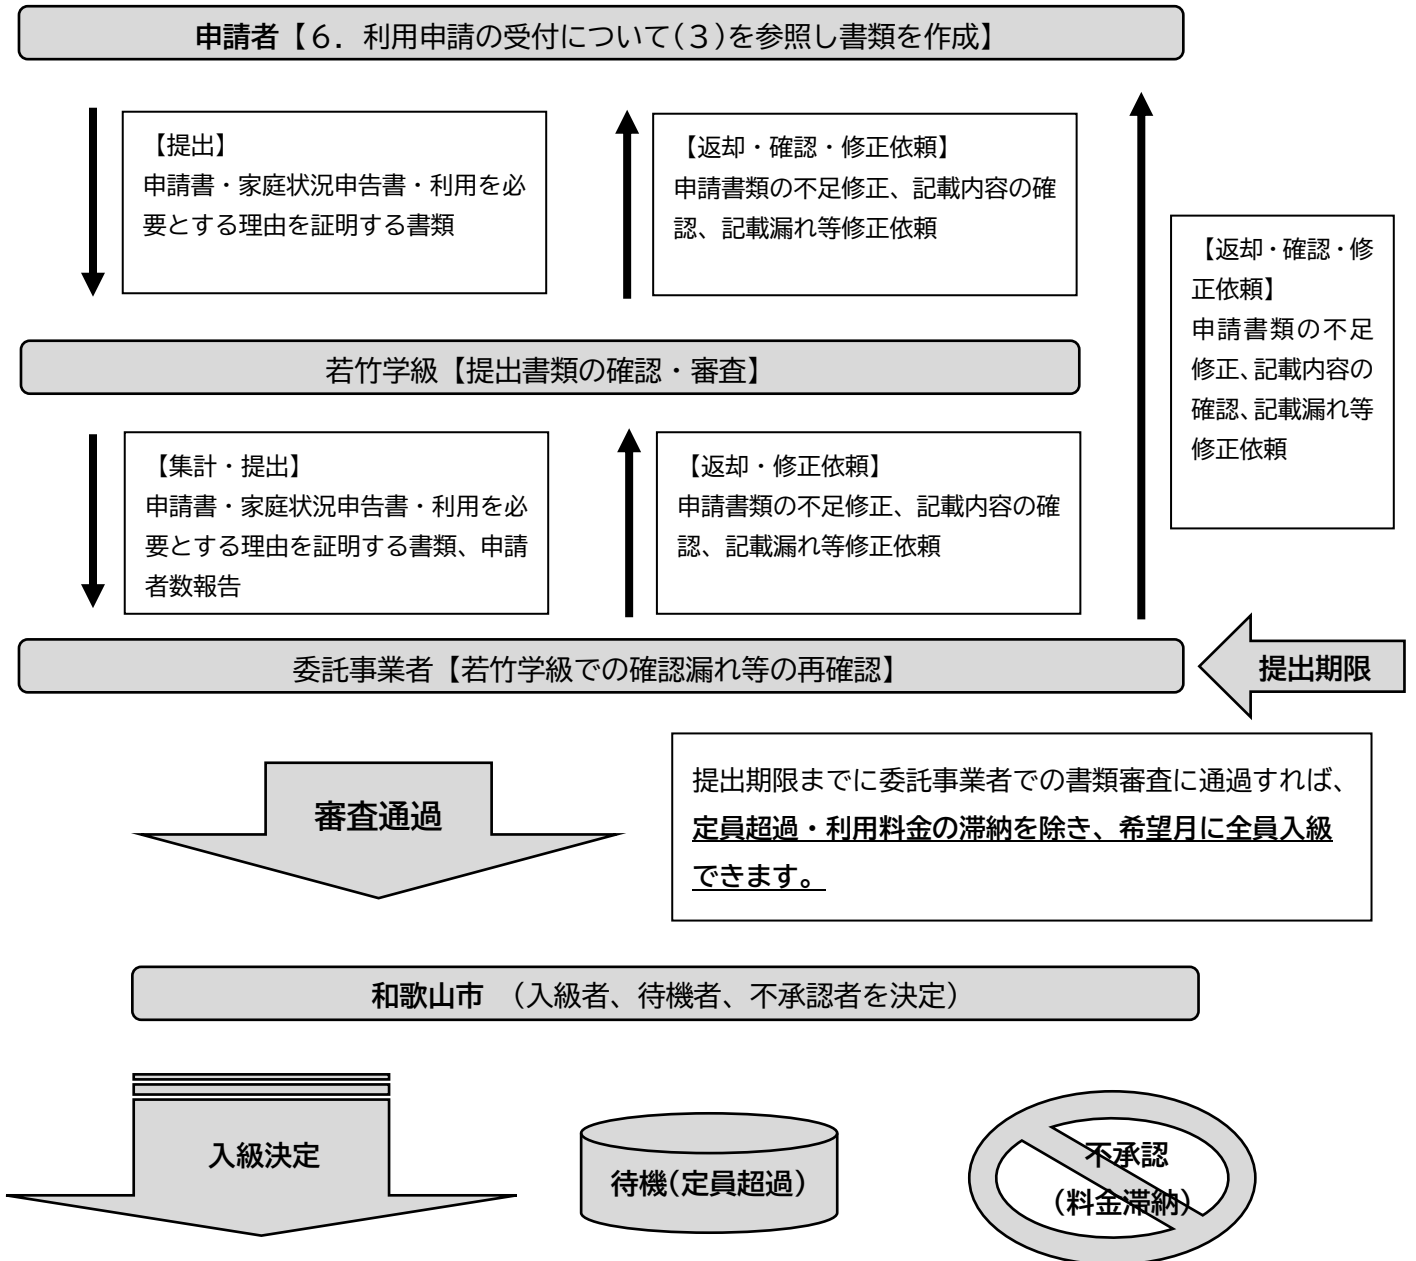 申請者【６．利用申請の受付について(３)を参照し書類を作成】
【提出】
申請書・家庭状況申告書・利用を必
要とする理由を証明する書類
【返却・確認・修正依頼】
申請書類の不足修正、記載内容の確
認、記載漏れ等修正依頼
【返却・確認・修
正依頼】
申請書類の不足
修正、記載内容の
確認、記載漏れ等
修正依頼
若竹学級【提出書類の確認・審査】
【集計・提出】
申請書・家庭状況申告書・利用を必
要とする理由を証明する書類、申請
者数報告
【返却・修正依頼】
申請書類の不足修正、記載内容の確
認、記載漏れ等修正依頼
委託事業者【若竹学級での確認漏れ等の再確認】
提出期限
審査通過
提出期限までに委託事業者での書類審査に通過すれば、
定員超過・利用料金の滞納を除き、希望月に全員入級
できます。
和歌山市　（入級者、待機者、不承認者を決定）
入級決定
待機(定員超過)
不承認
（料金滞納）